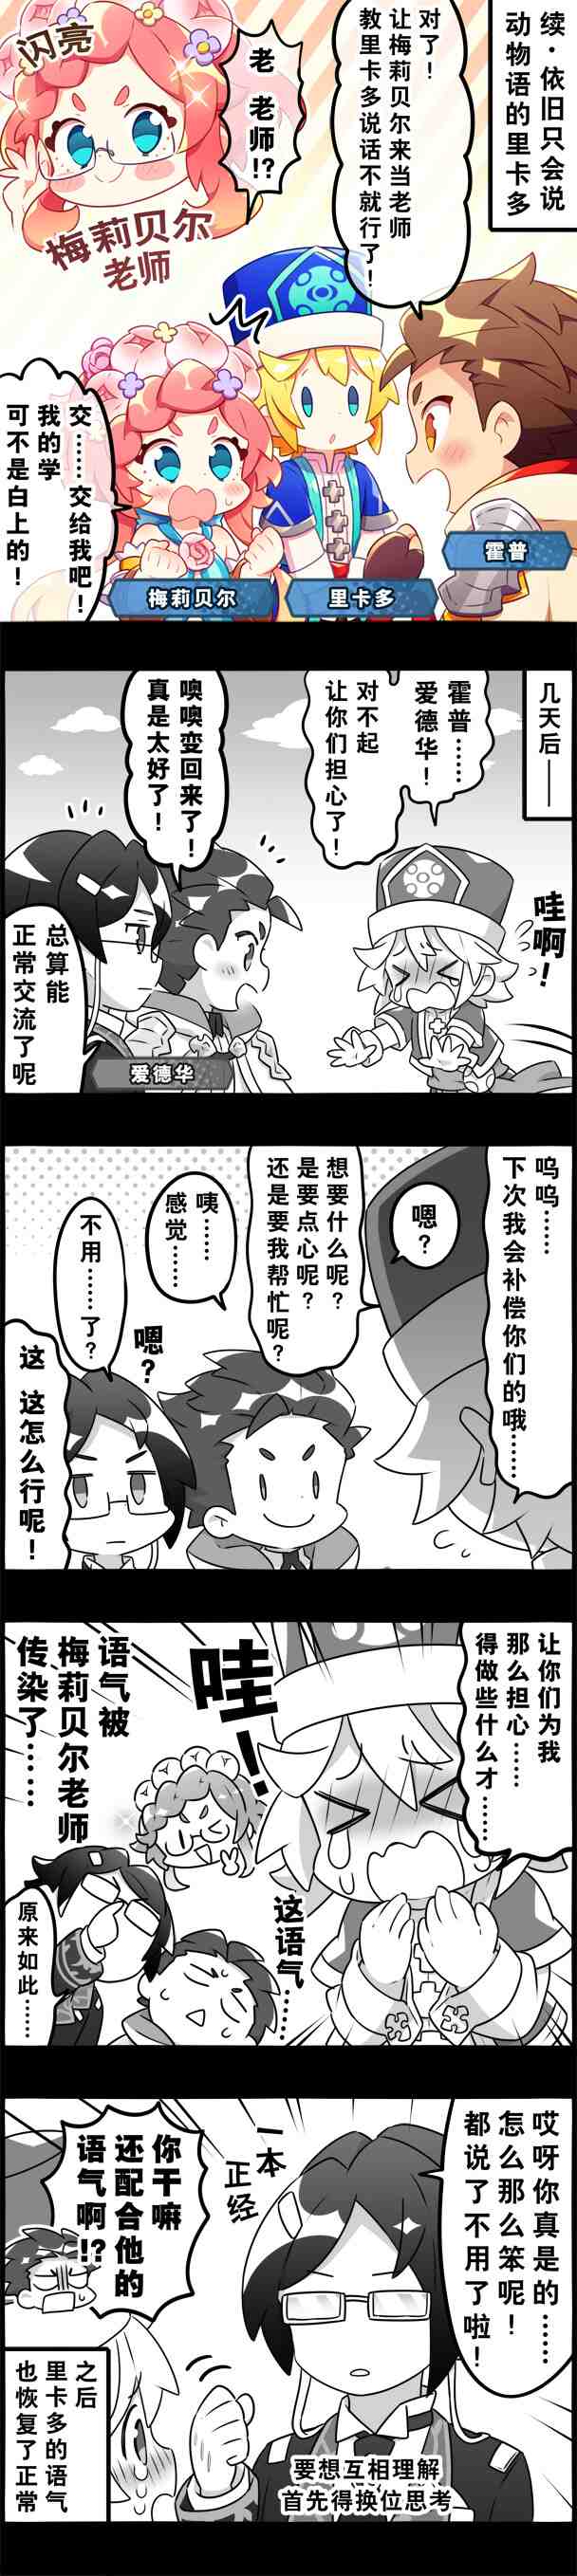 续·依旧只会说
动物语的里卡多
对了！
让梅莉贝尔来当老师
教里卡多说话不就行了！
老 老师!?
闪亮
梅莉贝尔
老师
交……交给我吧！
我的学
可不是白上的！
梅莉贝尔
里卡多
霍普
几天后——
霍普……
爱德华！
对不起
让你们担心了！
哇啊！
噢噢变回来了！
真是太好了！
总算能
正常交流了呢
爱德华
呜呜……
下次我会补偿你们的哦……
嗯？
想要什么呢？
是要点心呢？
还是要我帮忙呢？
咦……
感觉……
嗯？
不用……了？
这 这怎么行呢！
让你们为我
那么担心……
得做些什么才……
哇！
语气被
梅莉贝尔老师
传染了……
这语气…
原来如此……
哎呀你真是的……
怎么那么笨呢！
都说了不用了啦！
一本
正经
你干嘛
还配合他的
语气啊!?
要想互相理解
首先得换位思考
之后
里卡多的语气
也恢复了正常